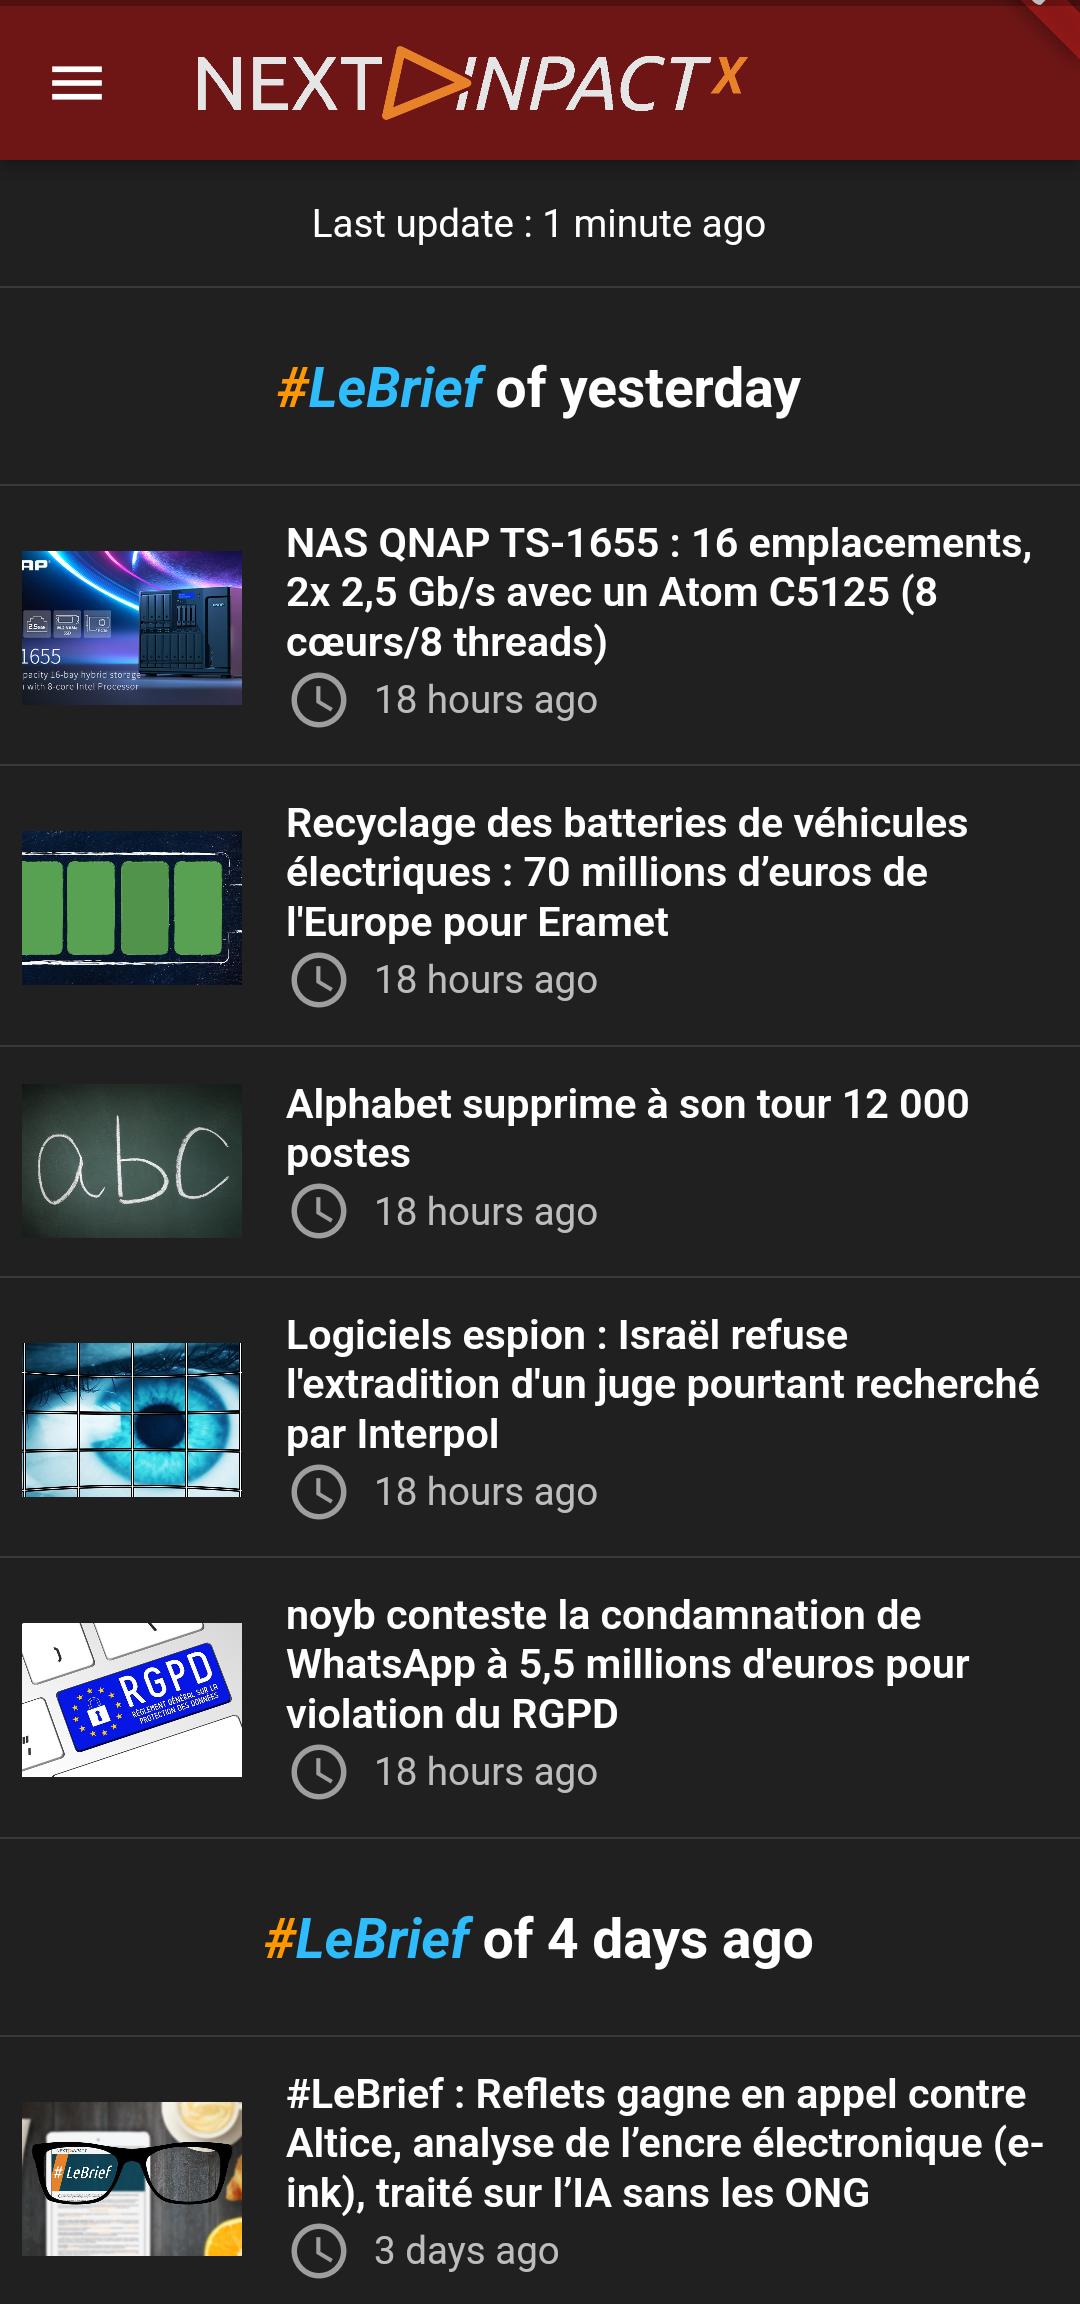 NEXT INPACT X
Last update : 1 minute ago
#LeBrief of yesterday
AP
2.5GbE
M.2 NVMe SSD
PCIe
1655
pacity 16-bay hybrid storage
with 8-core Intel Processor
NAS QNAP TS-1655 : 16 emplacements,
2x 2,5 Gb/s avec un Atom C5125 (8
cœurs/8 threads)
18 hours ago
Recyclage des batteries de véhicules
électriques : 70 millions d’euros de
l'Europe pour Eramet
18 hours ago
abc
Alphabet supprime à son tour 12 000
postes
18 hours ago
Logiciels espion : Israël refuse
l'extradition d'un juge pourtant recherché
par Interpol
18 hours ago
RGPD
RÈGLEMENT GÉNÉRAL SUR LA
PROTECTION DES DONNÉES
noyb conteste la condamnation de
WhatsApp à 5,5 millions d'euros pour
violation du RGPD
18 hours ago
#LeBrief of 4 days ago
# LeBrief
#LeBrief : Reflets gagne en appel contre
Altice, analyse de l’encre électronique (e-
ink), traité sur l’IA sans les ONG
3 days ago